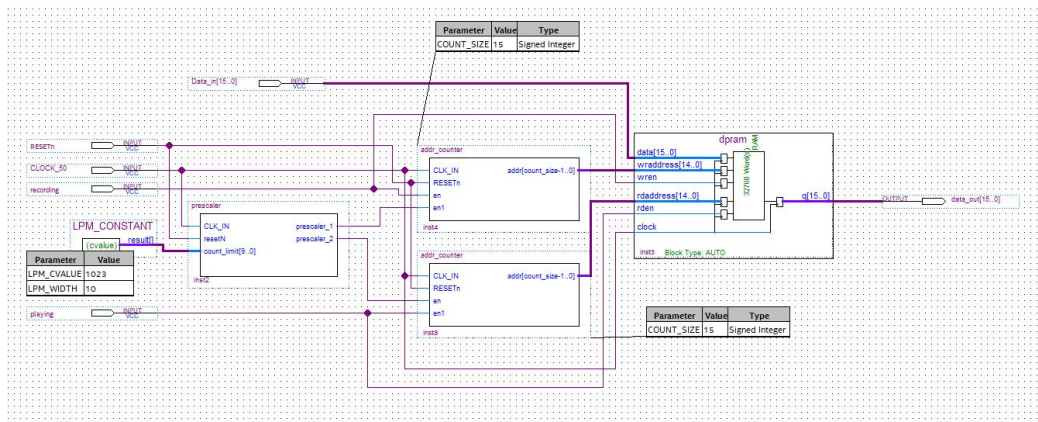 Parameter Value Type
COUNT_SIZE 15 Signed Integer
Data_in[15..0] INPUT VCC
RESETn INPUT VCC
CLOCK_50 INPUT VCC
recording INPUT VCC
LPM_CONSTANT
(cvalue) result[]
Parameter Value
LPM_CVALUE 1023
LPM_WIDTH 10
playing INPUT VCC
prescaler
CLK_IN prescaler_1
resetN prescaler_2
count_limit[9..0]
inst2
addr_counter
CLK_IN addr[count_size-1..0]
RESETn
en
en1
inst4
addr_counter
CLK_IN addr[count_size-1..0]
RESETn
en
en1
inst8
dpram
data[15..0]
wraddress[14..0]
wren
rdaddress[14..0]
rden
clock
32768 Word(s)
RAM
q[15..0]
inst3 Block Type: AUTO
OUTPUT data_out[15..0]
Parameter Value Type
COUNT_SIZE 15 Signed Integer